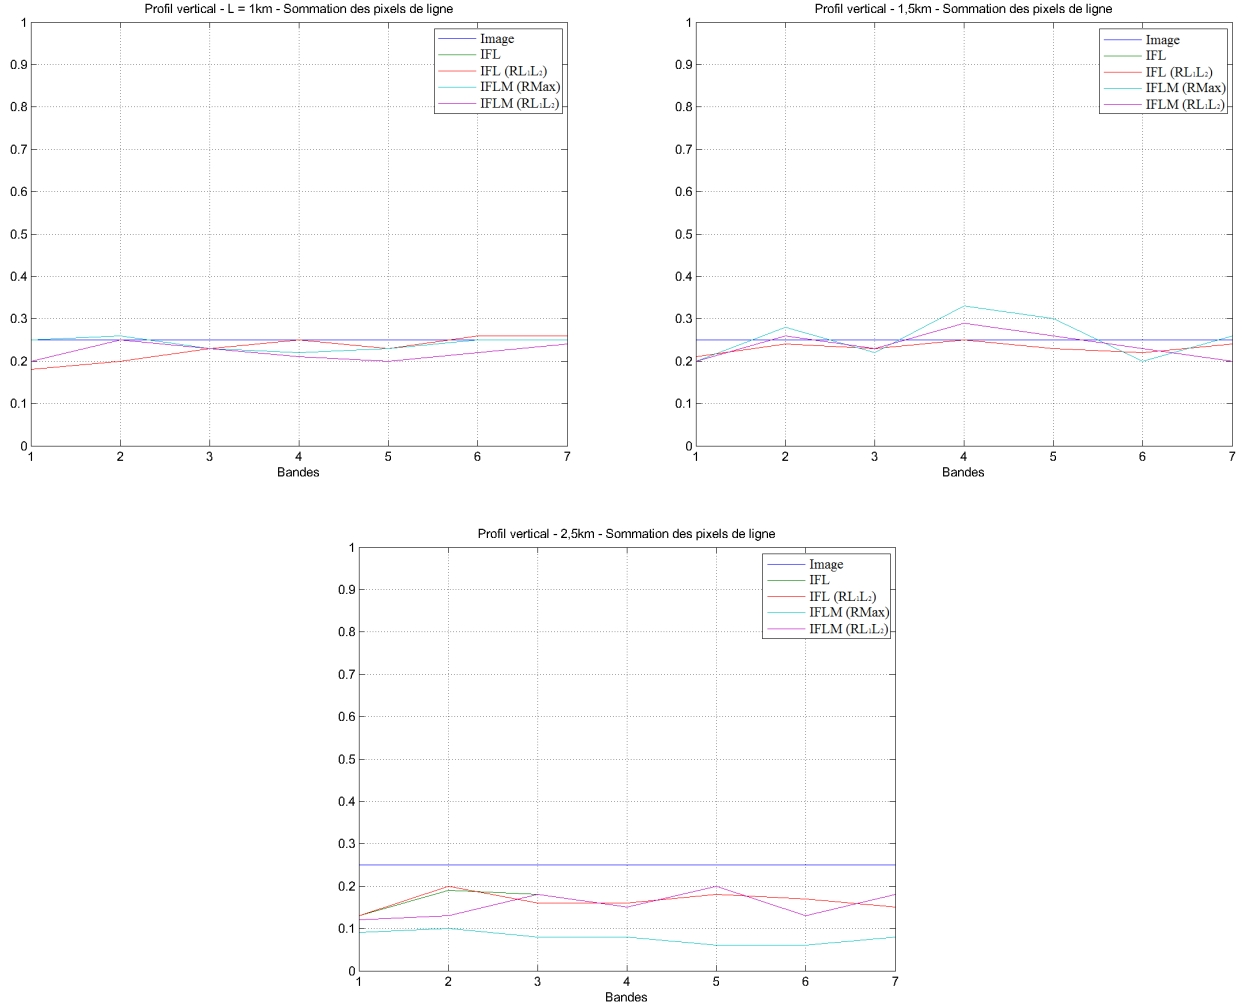 Profil vertical - L = 1km - Sommation des pixels de ligne
1
0.9
0.8
0.7
0.6
0.5
0.4
0.3
0.2
0.1
0
1 2 3 4 5 6 7
Bandes
Image
IFL
IFL (RL₁L₂)
IFLM (RMax)
IFLM (RL₁L₂)
Profil vertical - 1,5km - Sommation des pixels de ligne
1
0.9
0.8
0.7
0.6
0.5
0.4
0.3
0.2
0.1
0
1 2 3 4 5 6 7
Bandes
Image
IFL
IFL (RL₁L₂)
IFLM (RMax)
IFLM (RL₁L₂)
Profil vertical - 2,5km - Sommation des pixels de ligne
1
0.9
0.8
0.7
0.6
0.5
0.4
0.3
0.2
0.1
0
1 2 3 4 5 6 7
Bandes
Image
IFL
IFL (RL₁L₂)
IFLM (RMax)
IFLM (RL₁L₂)